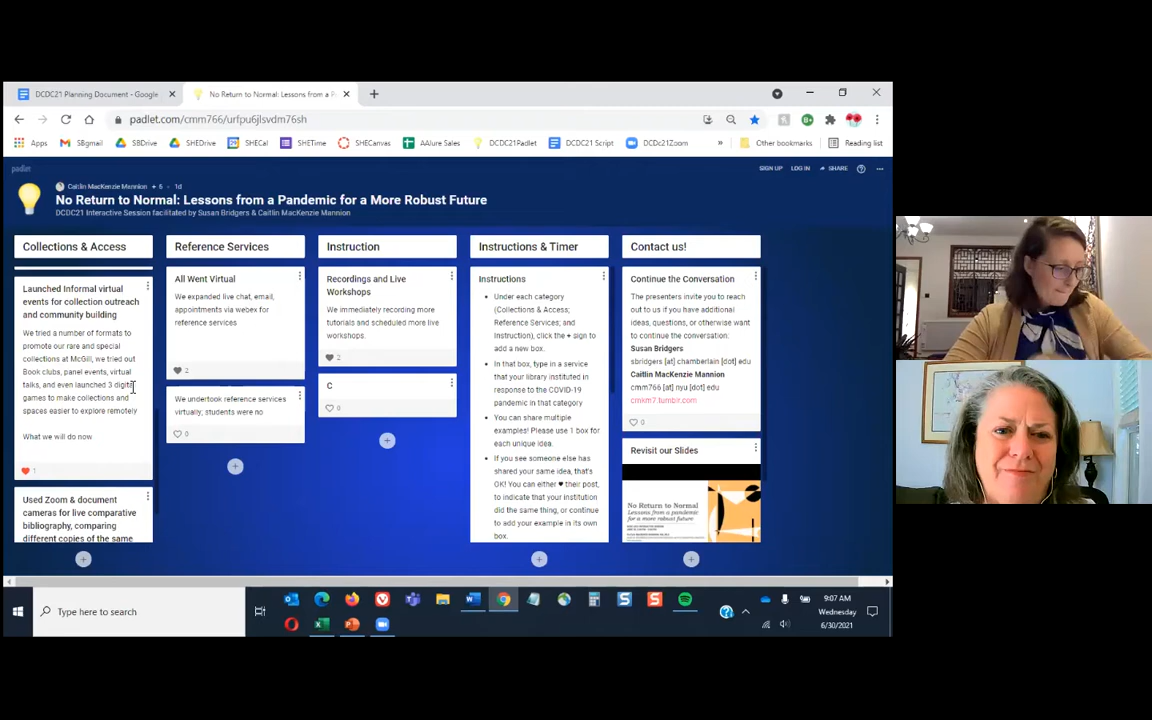 DCDC21 Planning Document - Google
No Return to Normal: Lessons from a P
padlet.com/cmm766/urfpu6jlsvdm76sh
Apps
SBgmail
SBDrive
SHEDrive
SHECal
SHETime
SHECanvas
AAlure Sales
DCDC21Padlet
DCDC1 Script
DCDc21Zoom
»
Other bookmarks
Reading list
padlet
SIGN UP
LOG IN
SHARE
Caitlin MacKenzie Mannion + 6 • 1d
No Return to Normal: Lessons from a Pandemic for a More Robust Future
DCDC21 Interactive Session facilitated by Susan Bridgers & Caitlin MacKenzie Mannion
Collections & Access
Launched Informal virtual
events for collection outreach
and community building
We tried a number of formats to
promote our rare and special
collections at McGill, we tried out
Book clubs, panel events, virtual
talks, and even launched 3 digital
games to make collections and
spaces easier to explore remotely
What we will do now
1
Used Zoom & document
cameras for live comparative
bibliography, comparing
different copies of the same
Reference Services
All Went Virtual
We expanded live chat, email,
appointments via webex for
reference services
2
We undertook reference services
virtually; students were no
0
Instruction
Recordings and Live
Workshops
We immediately recording more
tutorials and scheduled more live
workshops.
2
C
0
Instructions & Timer
Instructions
• Under each category
(Collections & Access;
Reference Services; and
Instruction), click the + sign to
add a new box.
• In that box, type in a service
that your library instituted in
response to the COVID-19
pandemic in that category
• You can share multiple
examples! Please use 1 box for
each unique idea.
• If you see someone else has
shared your same idea, that's
OK! You can either ♥ their post,
to indicate that your institution
did the same thing, or continue
to add your example in its own
box.
Contact us!
Continue the Conversation
The presenters invite you to reach
out to us if you have additional
ideas, questions, or otherwise want
to continue the conversation:
Susan Bridgers
sbridgers [at] chamberlain [dot] edu
Caitlin MacKenzie Mannion
cmm766 [at] nyu [dot] edu
cmkm7.tumblr.com
0
Revisit our Slides
No Return to Normal
Lessons from a pandemic
for a more robust future
Type here to search
9:07 AM
Wednesday
6/30/2021